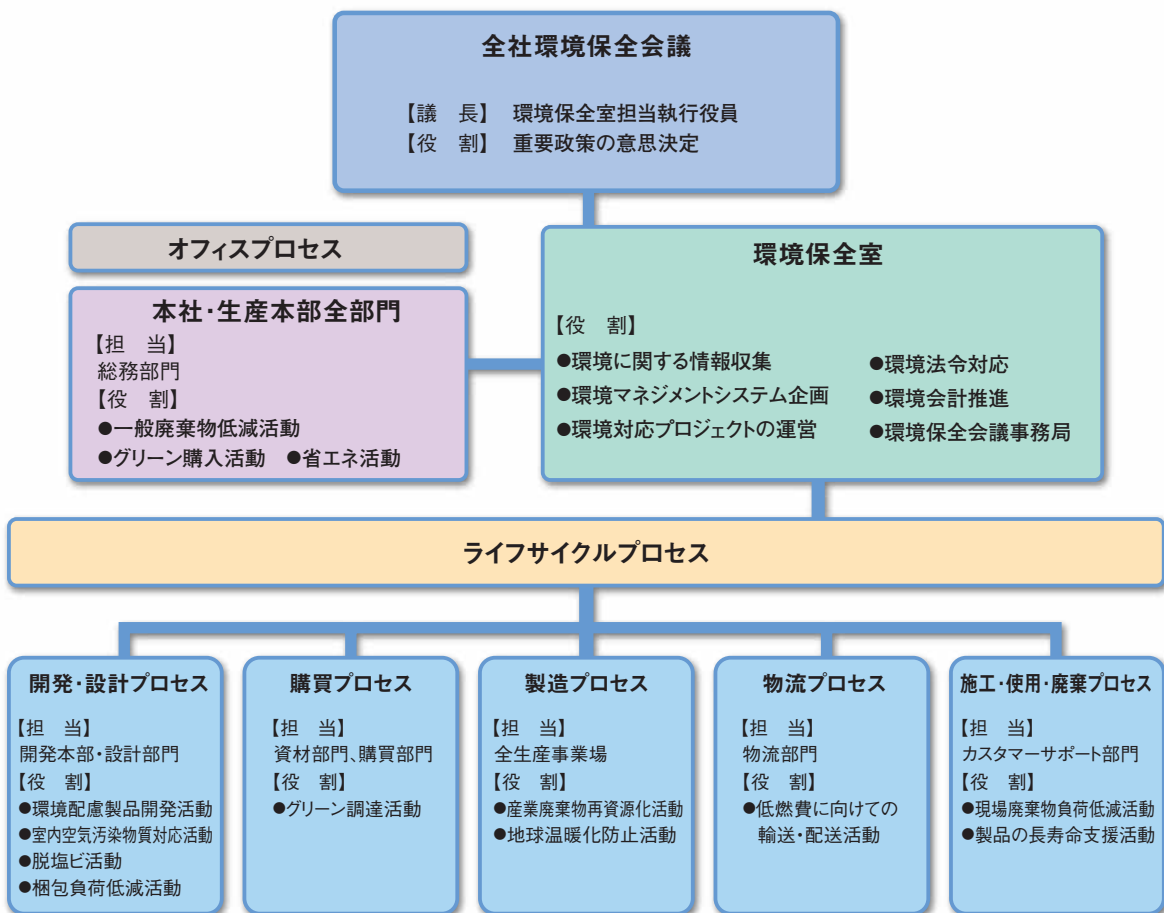 全社環境保全会議
【議　長】 環境保全室担当執行役員
【役　割】 重要政策の意思決定
オフィスプロセス
本社・生産本部全部門
【担　当】
総務部門
【役　割】
●一般廃棄物低減活動
●グリーン購入活動 ●省エネ活動
環境保全室
【役　割】
●環境に関する情報収集
●環境マネジメントシステム企画
●環境対応プロジェクトの運営
●環境法令対応
●環境会計推進
●環境保全会議事務局
ライフサイクルプロセス
開発・設計プロセス
【担　当】
開発本部・設計部門
【役　割】
●環境配慮製品開発活動
●室内空気汚染物質対応活動
●脱塩ビ活動
●梱包負荷低減活動
購買プロセス
【担　当】
資材部門、購買部門
【役　割】
●グリーン調達活動
製造プロセス
【担　当】
全生産事業場
【役　割】
●産業廃棄物再資源化活動
●地球温暖化防止活動
物流プロセス
【担　当】
物流部門
【役　割】
●低燃費に向けての
輸送・配送活動
施工・使用・廃棄プロセス
【担　当】
カスタマーサポート部門
【役　割】
●現場廃棄物負荷低減活動
●製品の長寿命支援活動